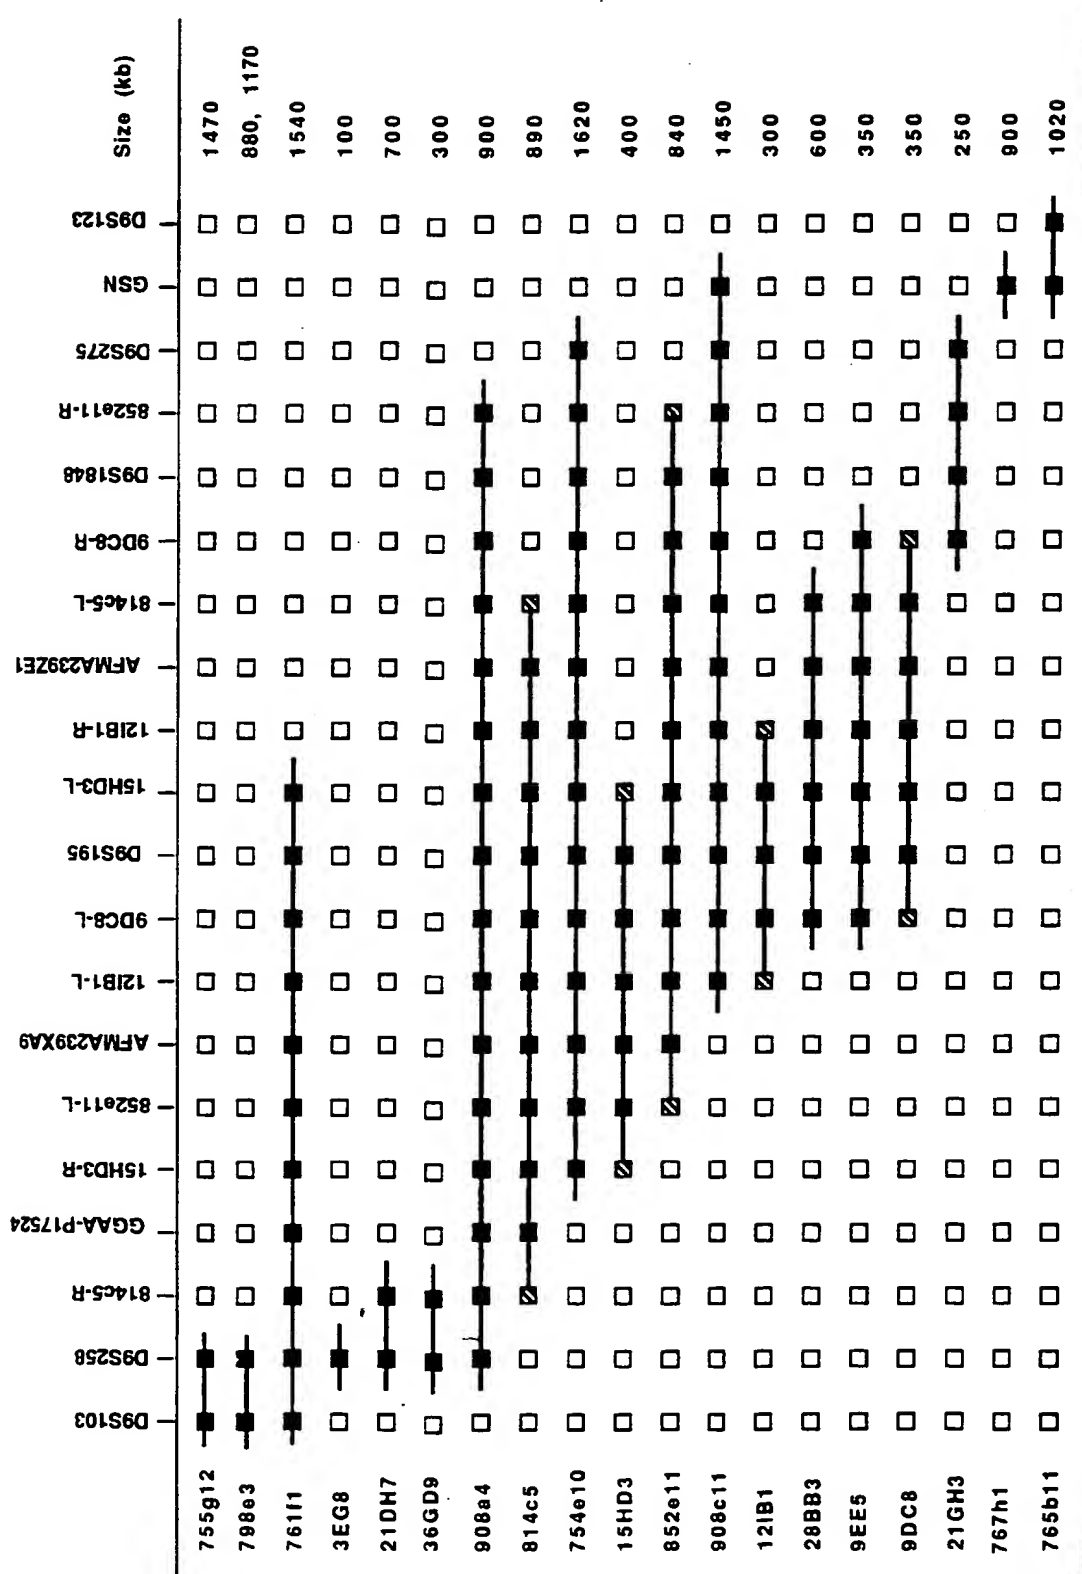 Size (kb)
D9S103
D9S258
814c5-R
GGAA-P17524
15HD3-R
852e11-L
AFMA239XA9
12IB1-L
9DC8-L
D9S195
15HD3-L
12IB1-R
AFMA239ZE1
814c5-L
9DC8-R
D9S1848
852e11-R
D9S275
GSN
D9S123
755g12 1470
798e3 880, 1170
761f1 1540
3EG8 100
21DH7 700
36GD9 300
908a4 900
814c5 890
754e10 1620
15HD3 400
852e11 840
908c11 1450
12IB1 300
28BB3 600
9EE5 350
9DC8 350
21GH3 250
767h1 900
765b11 1020